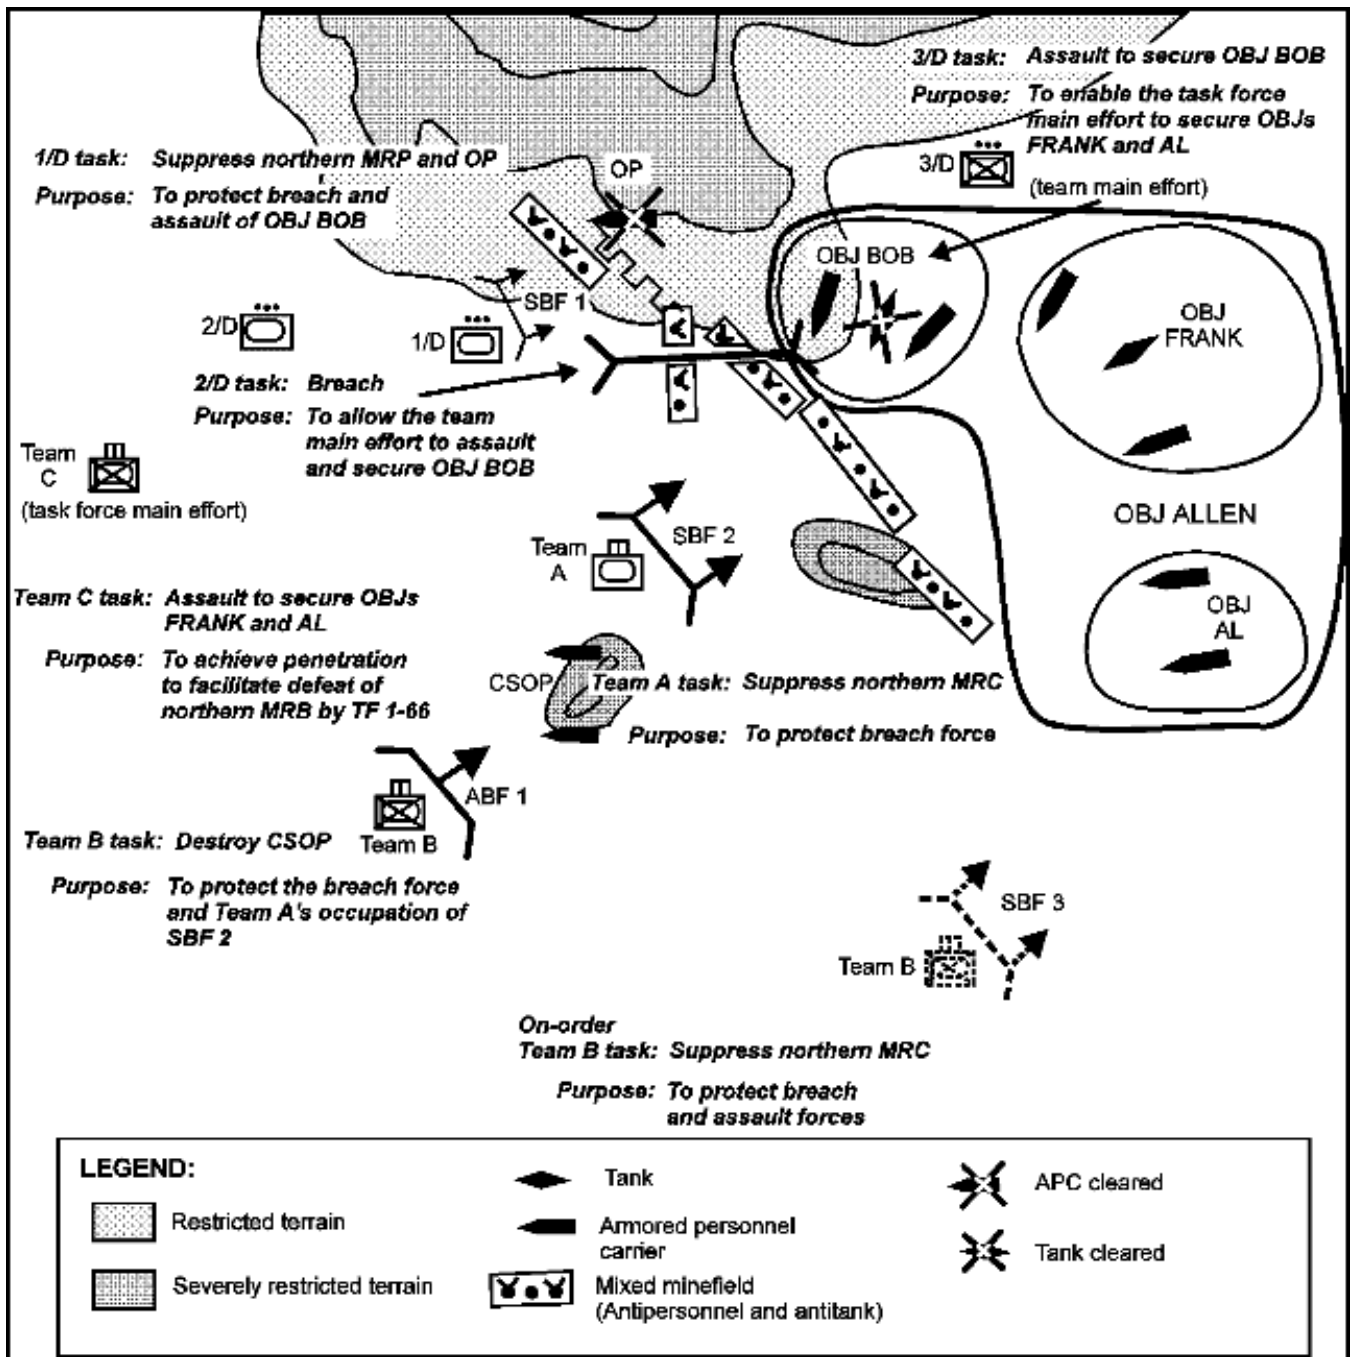 3/D task: Assault to secure OBJ BOB
Purpose: To enable the task force
main effort to secure OBJs
FRANK and AL
3/D
(team main effort)
1/D task: Suppress northern MRP and OP
Purpose: To protect breach and
assault of OBJ BOB
OP
OBJ BOB
SBF 1
OBJ
FRANK
2/D
1/D
2/D task: Breach
Purpose: To allow the team
main effort to assault
and secure OBJ BOB
Team
C
(task force main effort)
OBJ ALLEN
SBF 2
Team
A
Team C task: Assault to secure OBJs
FRANK and AL
Purpose: To achieve penetration
to facilitate defeat of
northern MRB by TF 1-66
OBJ
AL
CSOP
Team A task: Suppress northern MRC
Purpose: To protect breach force
ABF 1
Team B task: Destroy CSOP
Team B
Purpose: To protect the breach force
and Team A's occupation of
SBF 2
SBF 3
Team B
On-order
Team B task: Suppress northern MRC
Purpose: To protect breach
and assault forces
LEGEND:
Restricted terrain
Severely restricted terrain
Tank
Armored personnel
carrier
Mixed minefield
(Antipersonnel and antitank)
APC cleared
Tank cleared